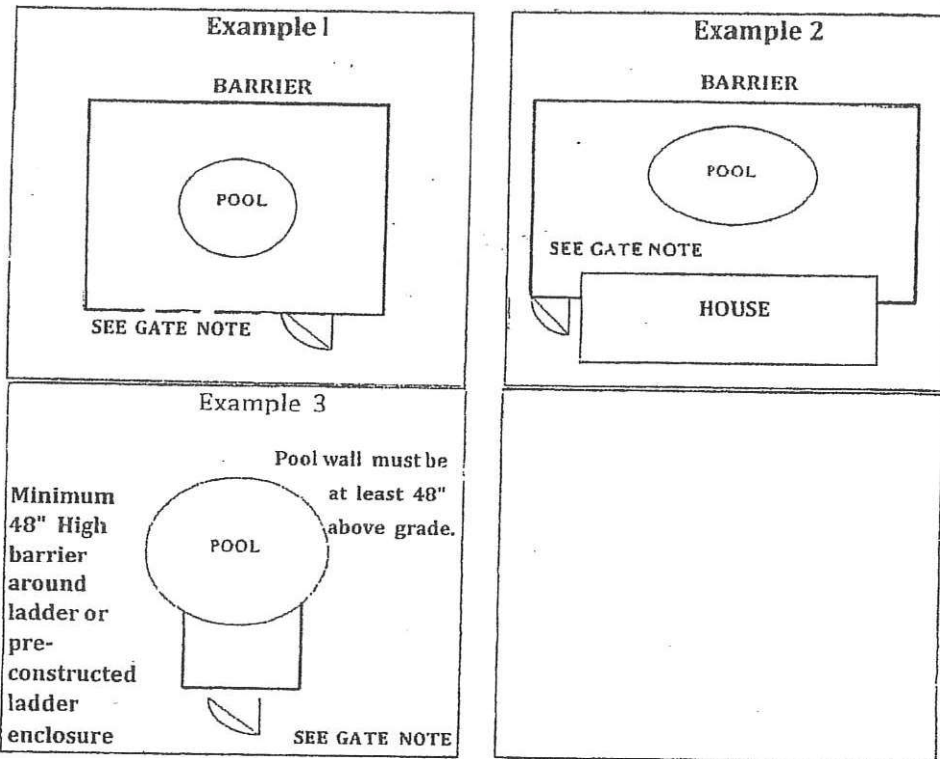 Example 1
BARRIER
POOL
SEE GATE NOTE
Example 2
BARRIER
POOL
SEE GATE NOTE
HOUSE
Example 3
Pool wall must be
at least 48"
above grade.
Minimum
48" High
barrier
around
ladder or
pre-
constructed
ladder
enclosure
POOL
SEE GATE NOTE